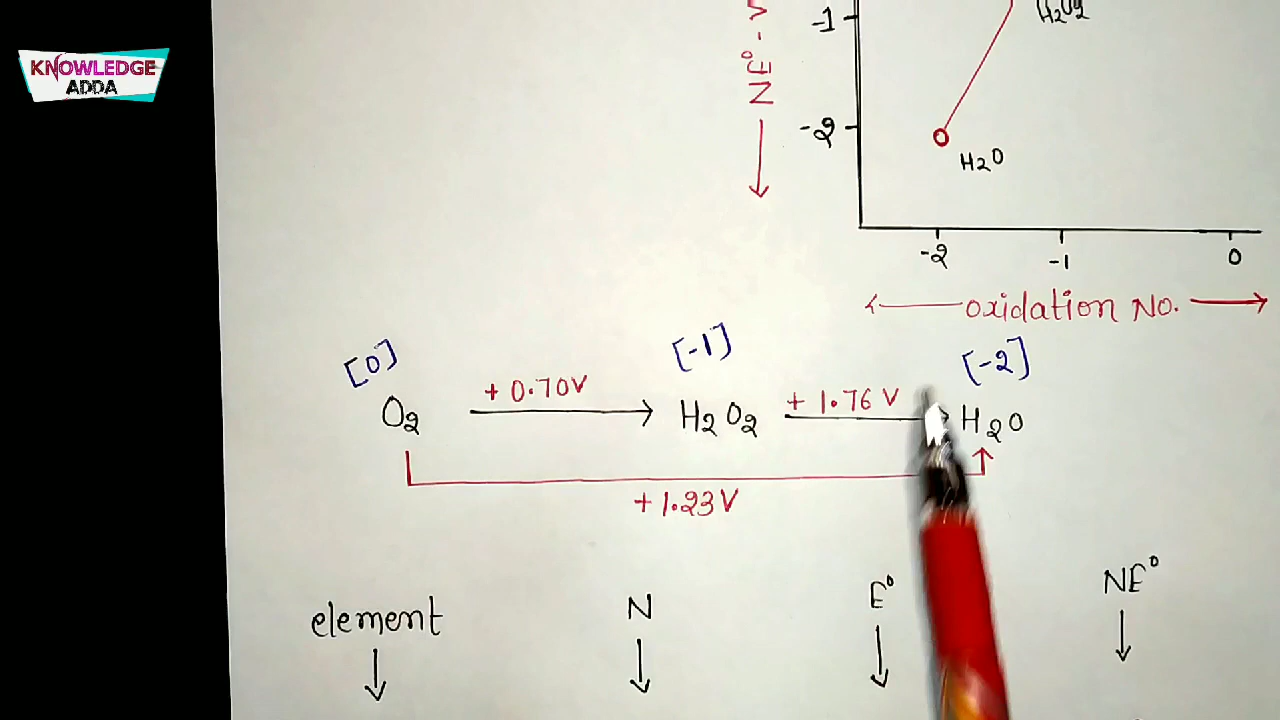 KNOWLEDGE
ADDA
-1
H2O2
NE° - V
-2
H2O
-2 -1 0
oxidation No.
[0] [-1] [-2]
+ 0.70V + 1.76 V
O2 H2O2 H2O
+1.23V
element N E° NE°